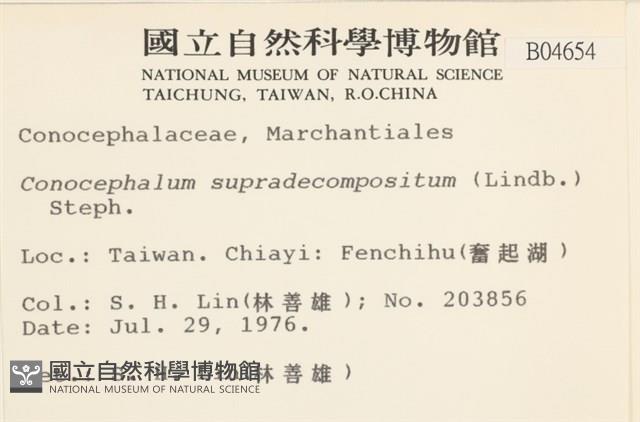 國立自然科學博物館
B04654
NATIONAL MUSEUM OF NATURAL SCIENCE
TAICHUNG, TAIWAN, R.O.CHINA
Conocephalaceae, Marchantiales
Conocephalum supradecompositum (Lindb.)
Steph.
Loc.: Taiwan. Chiayi: Fenchihu(奮起湖)
Col.: S. H. Lin(林善雄); No. 203856
Date: Jul. 29, 1976.
林善雄)
國立自然科學博物館
NATIONAL MUSEUM OF NATURAL SCIENCE